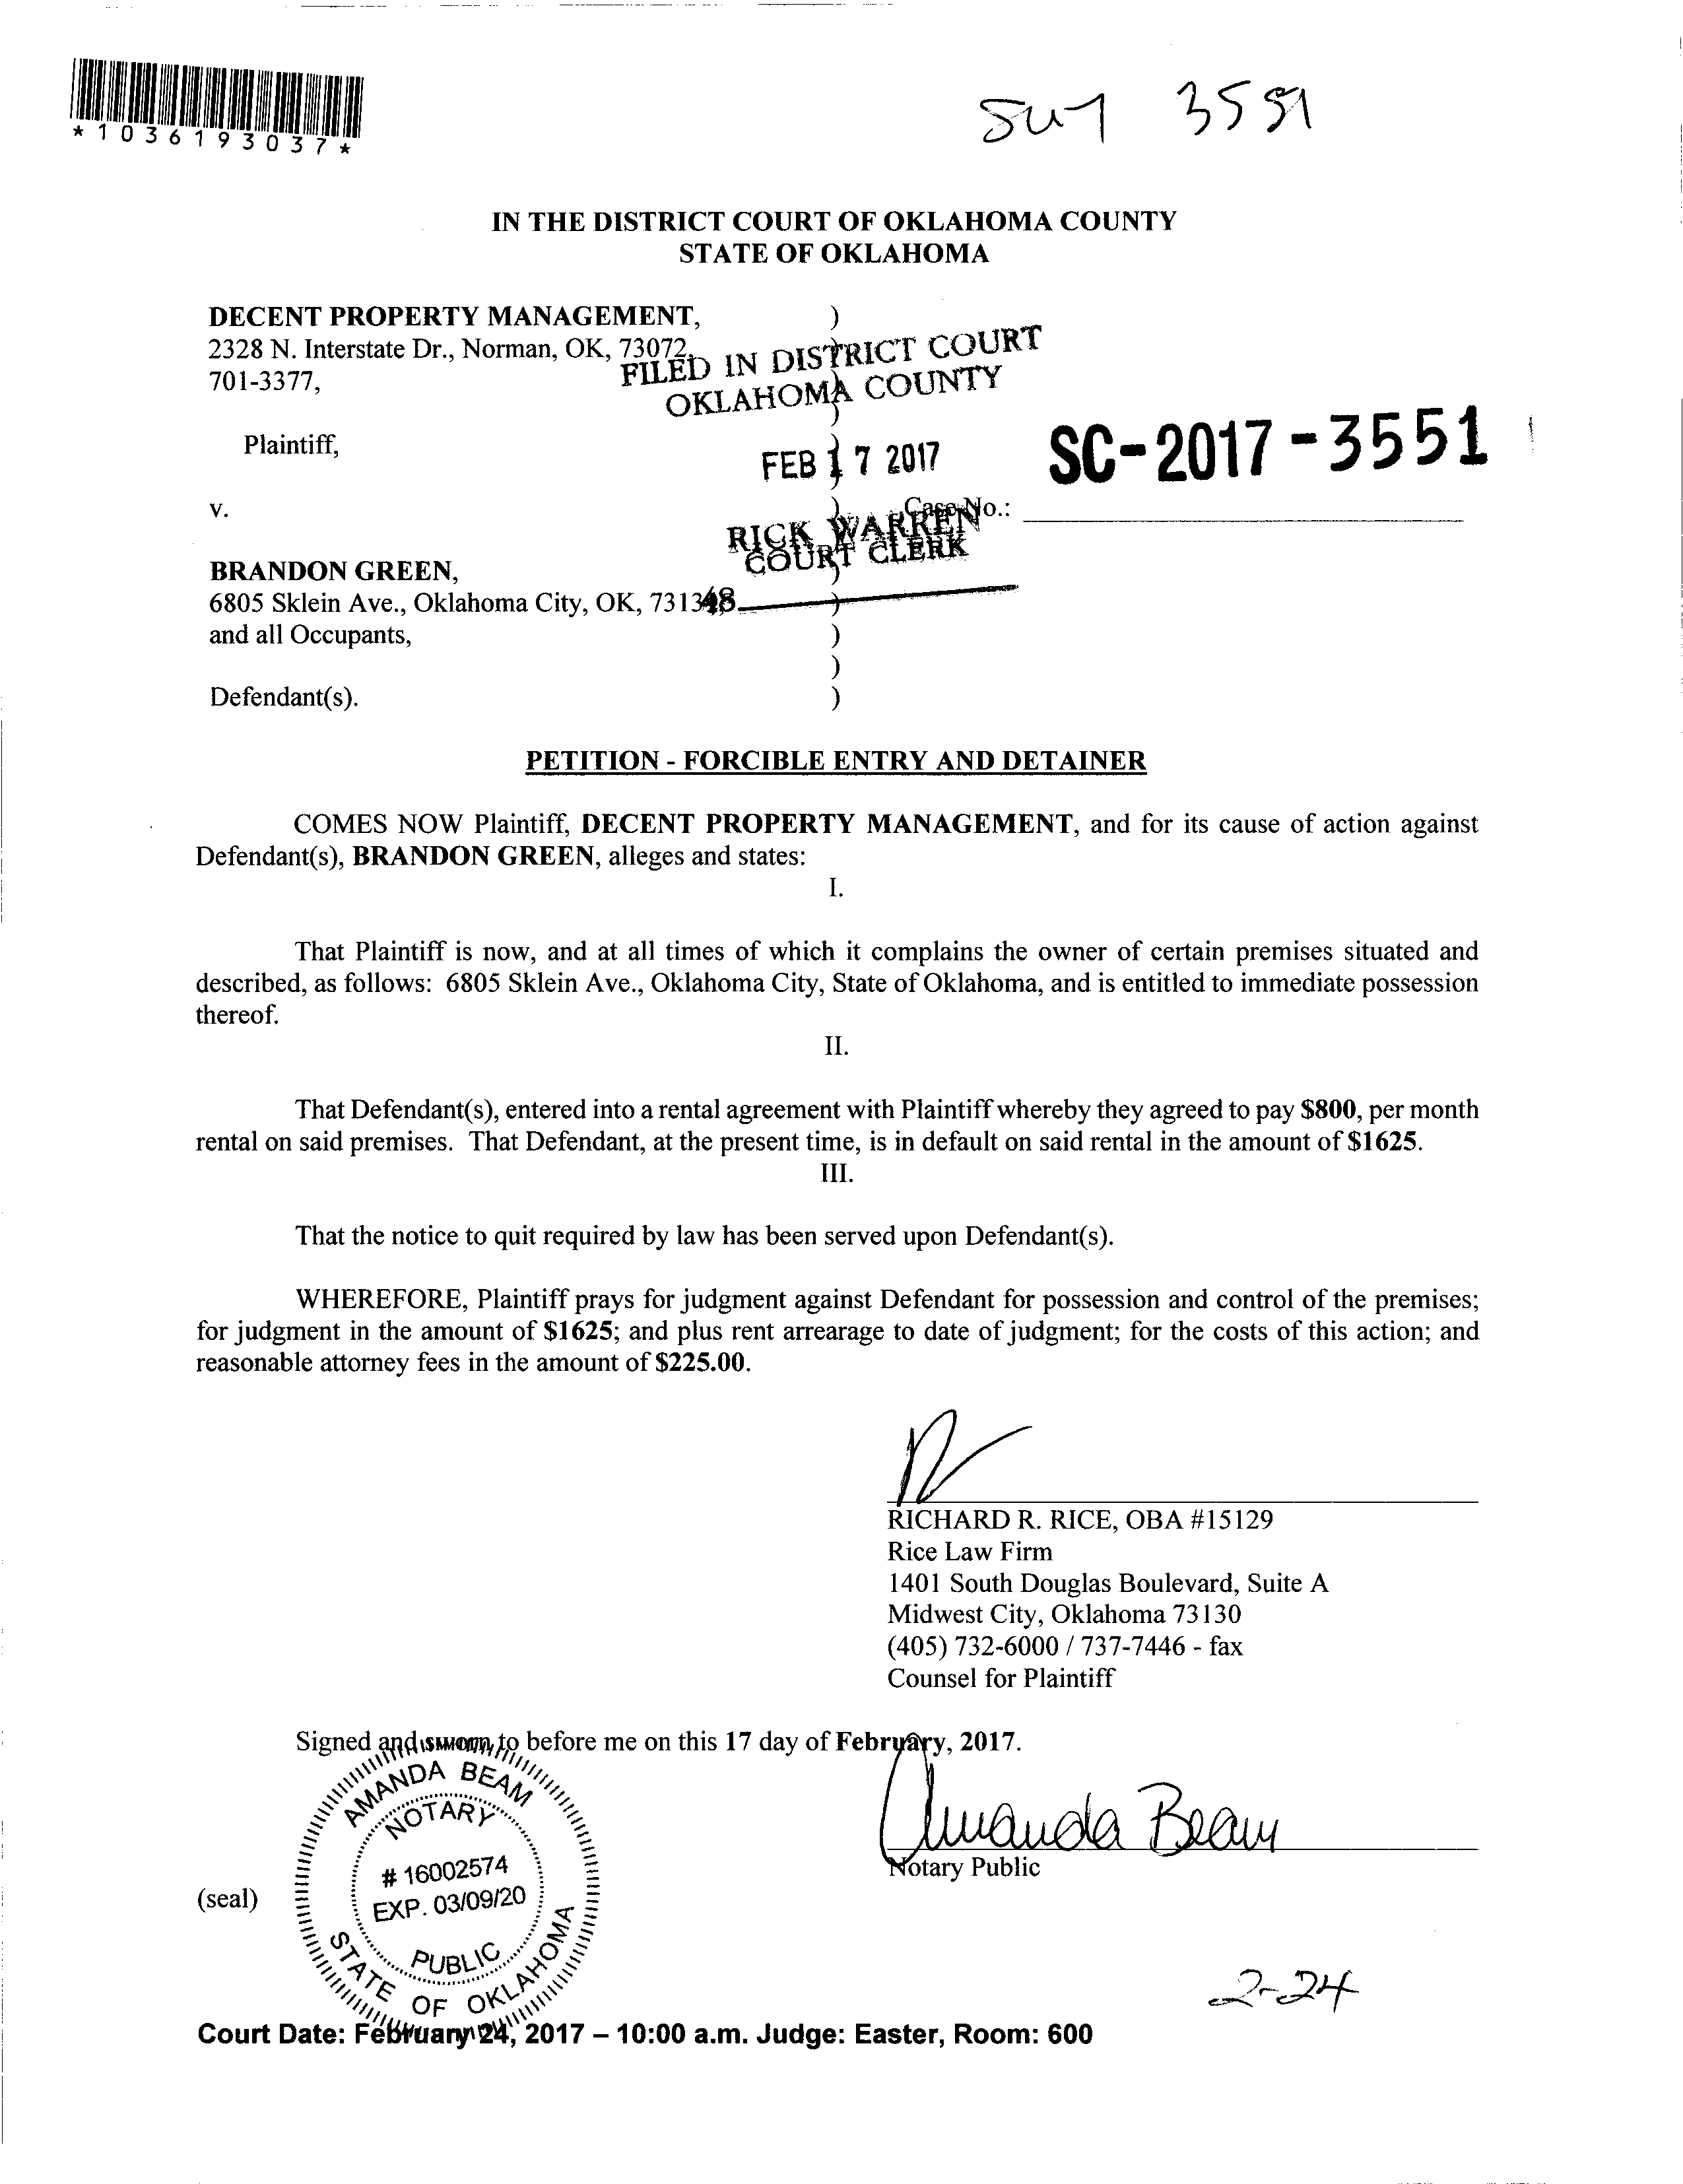 *1036193037*
IN THE DISTRICT COURT OF OKLAHOMA COUNTY
STATE OF OKLAHOMA
DECENT PROPERTY MANAGEMENT, )
2328 N. Interstate Dr., Norman, OK, 73072,
701-3377,
FILED IN DISTRICT COURT
OKLAHOMA COUNTY
Plaintiff,
FEB 17 2017
SC-2017-3551
v.
Case No.:
RICK WARREN
COURT CLERK
BRANDON GREEN,
6805 Sklein Ave., Oklahoma City, OK,
and all Occupants, )
)
Defendant(s). )
PETITION - FORCIBLE ENTRY AND DETAINER
COMES NOW Plaintiff, DECENT PROPERTY MANAGEMENT, and for its cause of action against
Defendant(s), BRANDON GREEN, alleges and states:
I.
That Plaintiff is now, and at all times of which it complains the owner of certain premises situated and
described, as follows: 6805 Sklein Ave., Oklahoma City, State of Oklahoma, and is entitled to immediate possession
thereof.
II.
That Defendant(s), entered into a rental agreement with Plaintiff whereby they agreed to pay $800, per month
rental on said premises. That Defendant, at the present time, is in default on said rental in the amount of $1625.
III.
That the notice to quit required by law has been served upon Defendant(s).
WHEREFORE, Plaintiff prays for judgment against Defendant for possession and control of the premises;
for judgment in the amount of $1625; and plus rent arrearage to date of judgment; for the costs of this action; and
reasonable attorney fees in the amount of $225.00.
RICHARD R. RICE, OBA #15129
Rice Law Firm
1401 South Douglas Boulevard, Suite A
Midwest City, Oklahoma 73130
(405) 732-6000 / 737-7446 - fax
Counsel for Plaintiff
Signed and sworn to before me on this 17 day of February, 2017.
Amanda Beam
Notary Public
(seal)
AMANDA BEAM
NOTARY
# 16002574
EXP. 03/09/20
PUBLIC
STATE OF OKLAHOMA
2-24
Court Date: February 24, 2017 – 10:00 a.m. Judge: Easter, Room: 600